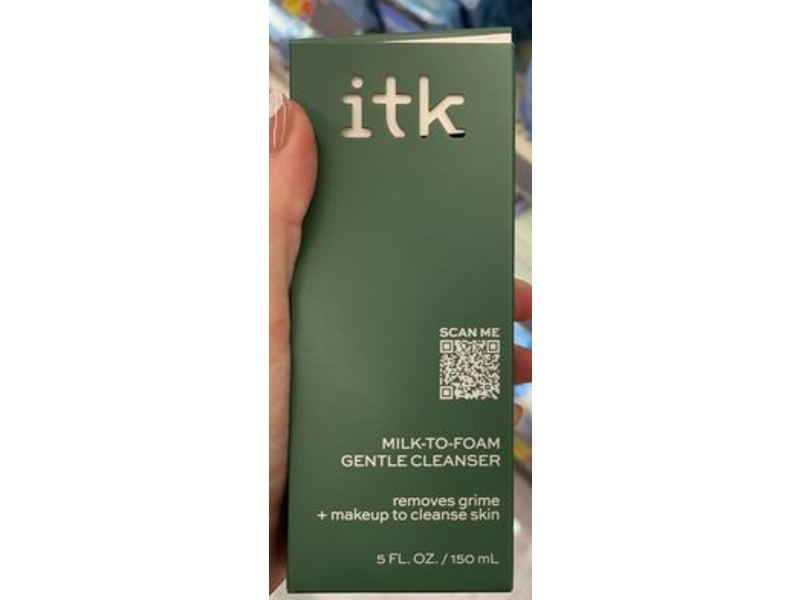 itk
SCAN ME
MILK-TO-FOAM
GENTLE CLEANSER
removes grime
+ makeup to cleanse skin
5 FL. OZ. / 150 mL